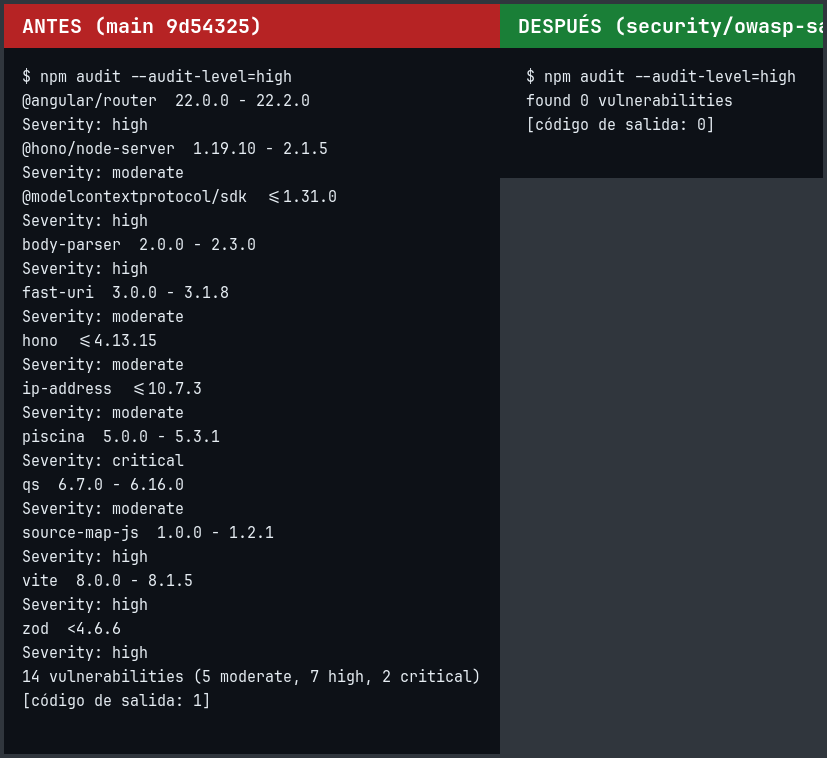 ANTES (main 9d54325)
$ npm audit --audit-level=high
@angular/router  22.0.0 - 22.2.0
Severity: high
@hono/node-server  1.19.10 - 2.1.5
Severity: moderate
@modelcontextprotocol/sdk  <=1.31.0
Severity: high
body-parser  2.0.0 - 2.3.0
Severity: high
fast-uri  3.0.0 - 3.1.8
Severity: moderate
hono  <=4.13.15
Severity: moderate
ip-address  <=10.7.3
Severity: moderate
piscina  5.0.0 - 5.3.1
Severity: critical
qs  6.7.0 - 6.16.0
Severity: moderate
source-map-js  1.0.0 - 1.2.1
Severity: high
vite  8.0.0 - 8.1.5
Severity: high
zod  <4.6.6
Severity: high
14 vulnerabilities (5 moderate, 7 high, 2 critical)
[código de salida: 1]
DESPUÉS (security/owasp-sa
$ npm audit --audit-level=high
found 0 vulnerabilities
[código de salida: 0]